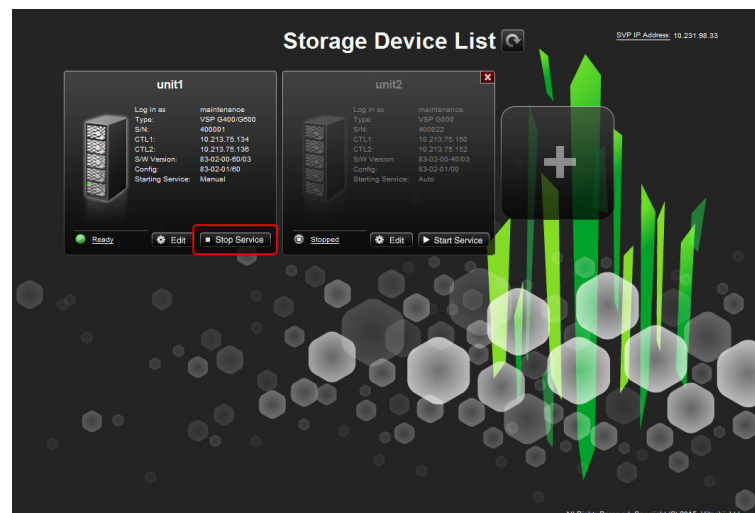 Storage Device List
SVP IP Address: 10.231.98.33
unit1
Log in as maintenance
Type: VSP G400/G600
S/N: 400001
CTL1: 10.213.75.134
CTL2: 10.213.75.136
S/W Version: 83-02-00-60/03
Config: 83-02-01/60
Starting Service: Manual
Ready Edit Stop Service
unit2
Log in as maintenance
Type: VSP G800
S/N: 400022
CTL1: 10.213.75.160
CTL2: 10.213.75.162
S/W Version: 83-02-00-40/03
Config: 83-02-01/00
Starting Service: Auto
Stopped Edit Start Service